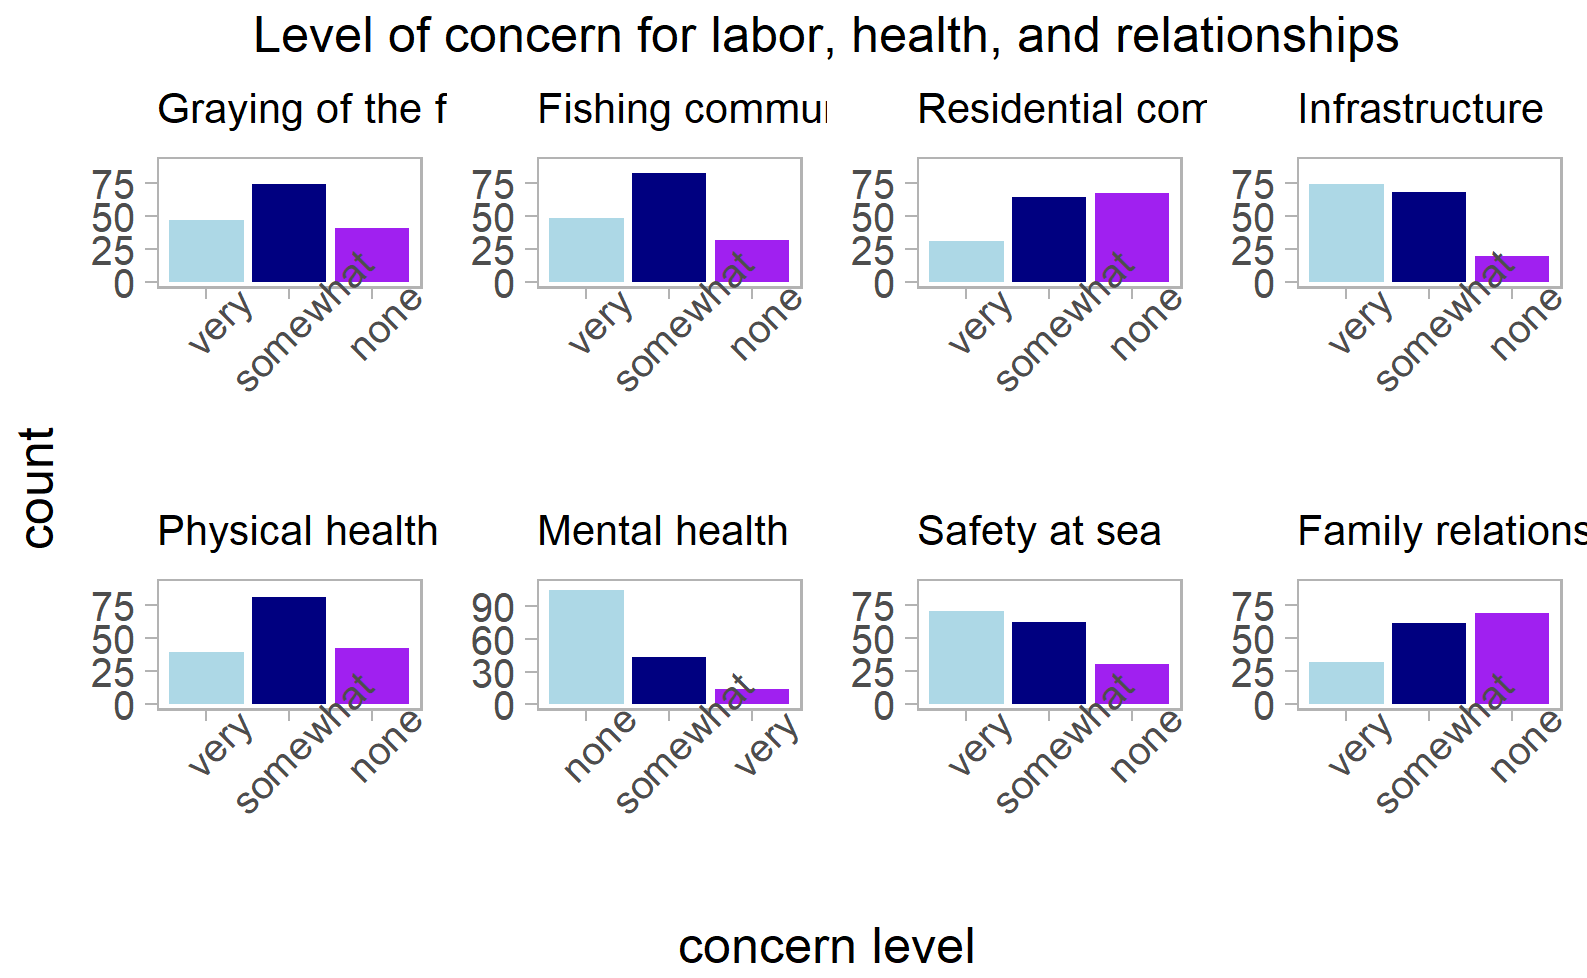 Level of concern for labor, health, and relationships
Graying of the f
Fishing commu
Residential com
Infrastructure
75
50
25
0
75
50
25
0
75
50
25
0
75
50
25
0
very
somewhat
none
very
somewhat
none
very
somewhat
none
very
somewhat
none
count
Physical health
Mental health
Safety at sea
Family relations
75
50
25
0
90
60
30
0
75
50
25
0
75
50
25
0
very
somewhat
none
none
somewhat
very
very
somewhat
none
very
somewhat
none
concern level